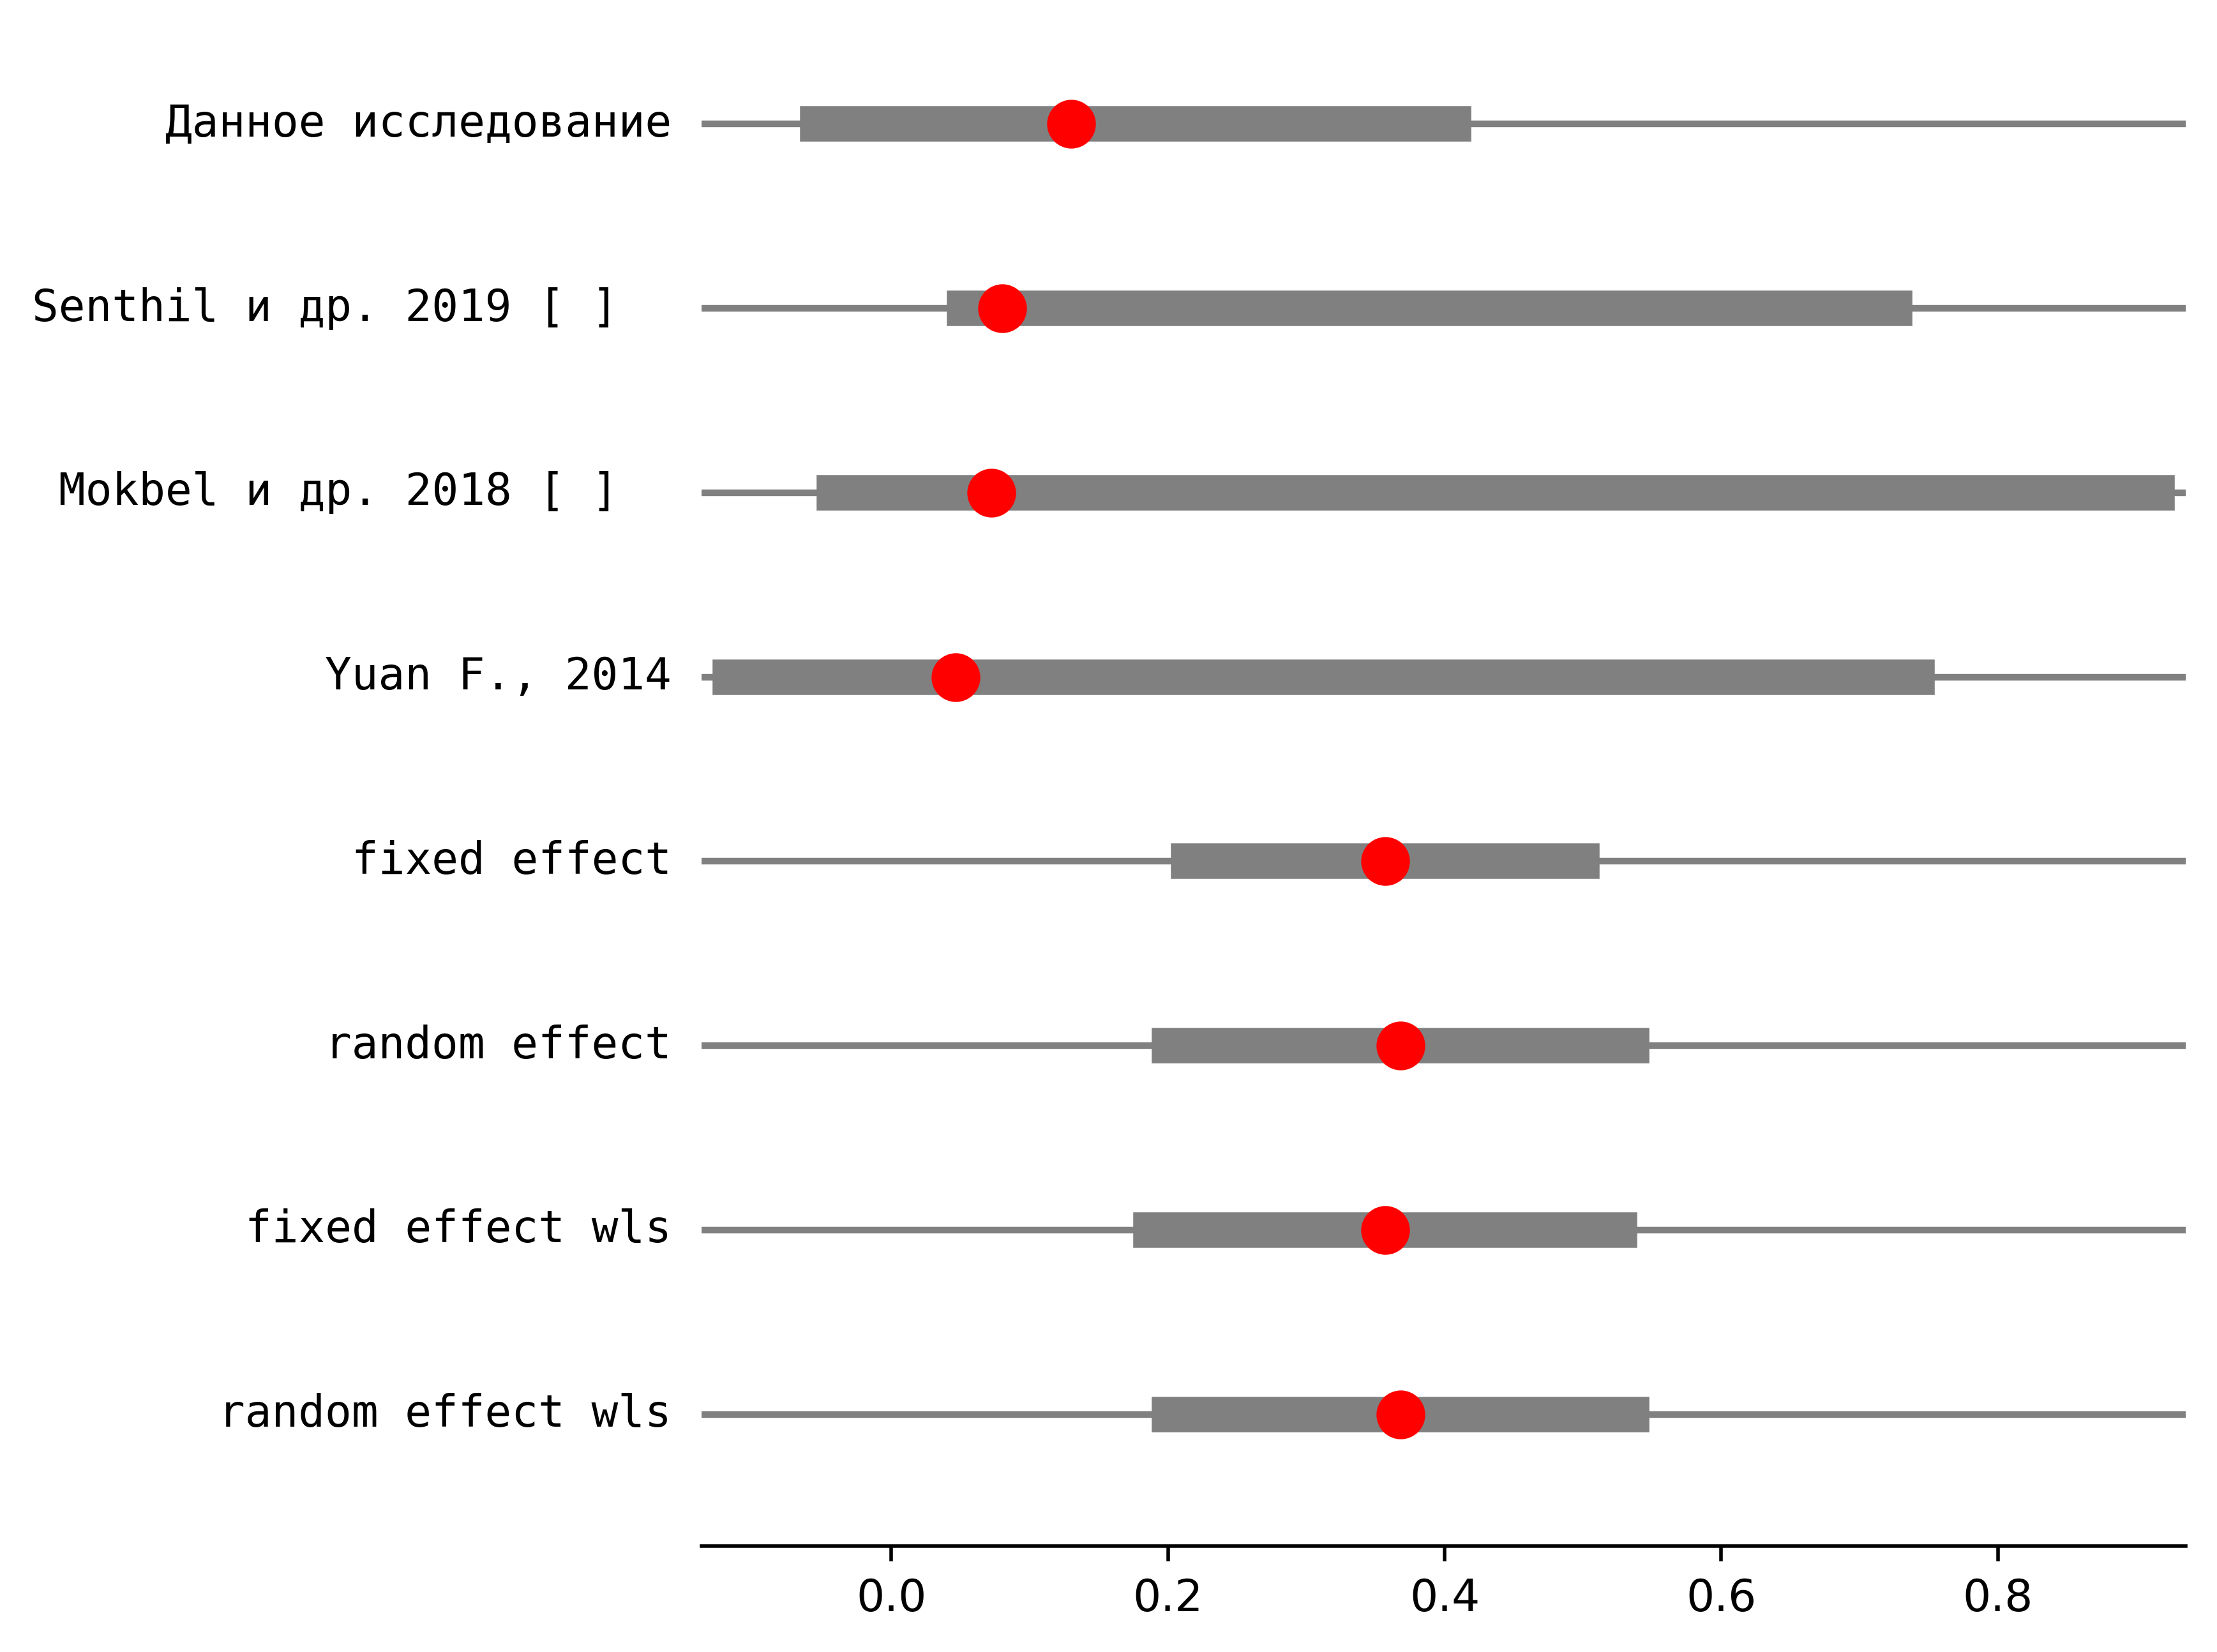 Данное исследование
Senthil и др. 2019 [ ]
Mokbel и др. 2018 [ ]
Yuan F., 2014
fixed effect
random effect
fixed effect wls
random effect wls
0.0 0.2 0.4 0.6 0.8